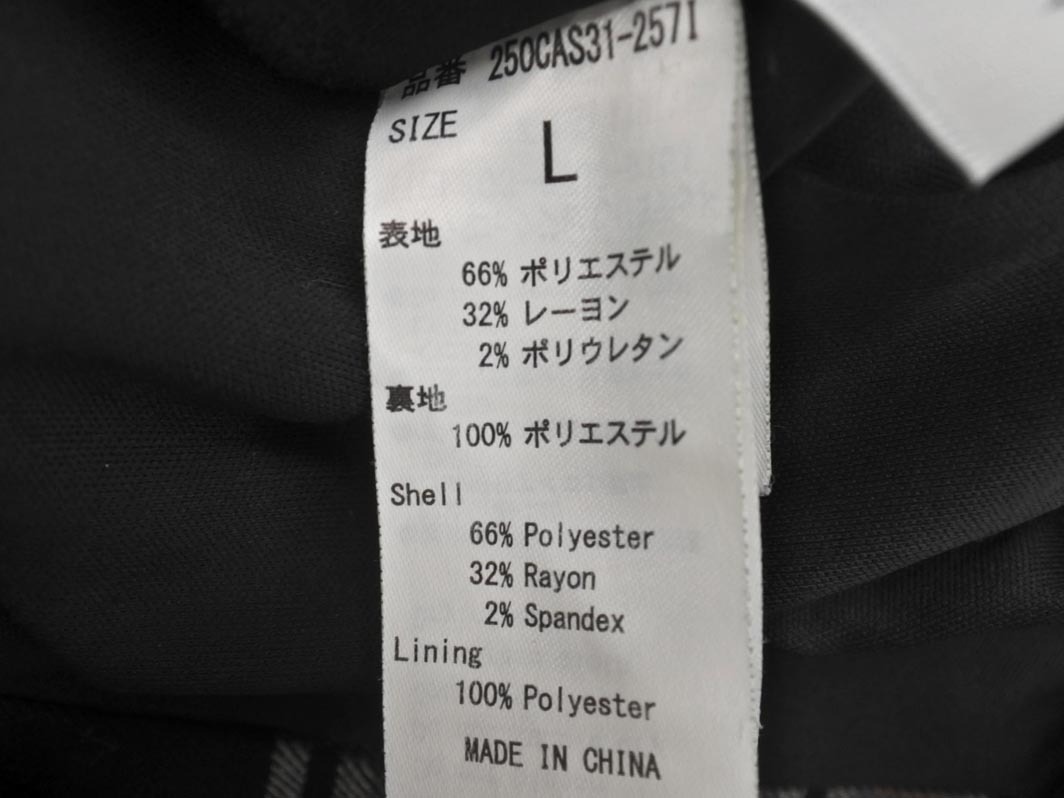 品番 250CAS31-257I
SIZE
L
表地
66% ポリエステル
32% レーヨン
2% ポリウレタン
裏地
100% ポリエステル
Shell
66% Polyester
32% Rayon
2% Spandex
Lining
100% Polyester
MADE IN CHINA